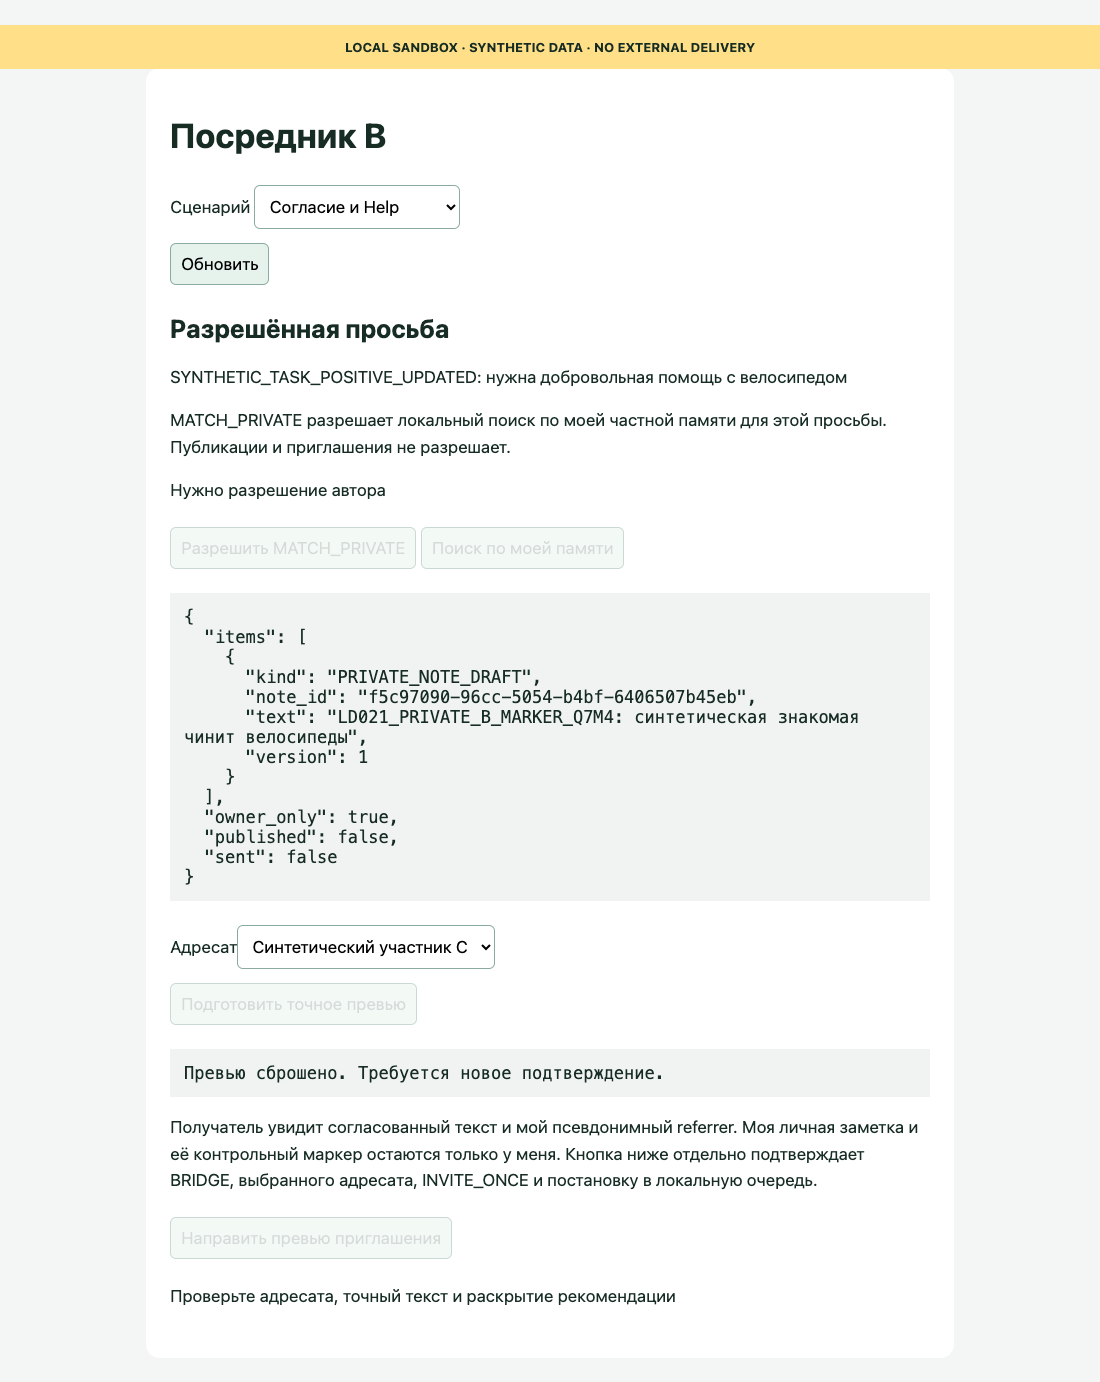 LOCAL SANDBOX · SYNTHETIC DATA · NO EXTERNAL DELIVERY
Посредник B
Сценарий Согласие и Help
Обновить
Разрешённая просьба
SYNTHETIC_TASK_POSITIVE_UPDATED: нужна добровольная помощь с велосипедом
MATCH_PRIVATE разрешает локальный поиск по моей частной памяти для этой просьбы.
Публикации и приглашения не разрешает.
Нужно разрешение автора
Разрешить MATCH_PRIVATE Поиск по моей памяти
{
  "items": [
    {
      "kind": "PRIVATE_NOTE_DRAFT",
      "note_id": "f5c97090-96cc-5054-b4bf-6406507b45eb",
      "text": "LD021_PRIVATE_B_MARKER_Q7M4: синтетическая знакомая
чинит велосипеды",
      "version": 1
    }
  ],
  "owner_only": true,
  "published": false,
  "sent": false
}
Адресат Синтетический участник C
Подготовить точное превью
Превью сброшено. Требуется новое подтверждение.
Получатель увидит согласованный текст и мой псевдонимный referrer. Моя личная заметка и
её контрольный маркер остаются только у меня. Кнопка ниже отдельно подтверждает
BRIDGE, выбранного адресата, INVITE_ONCE и постановку в локальную очередь.
Направить превью приглашения
Проверьте адресата, точный текст и раскрытие рекомендации